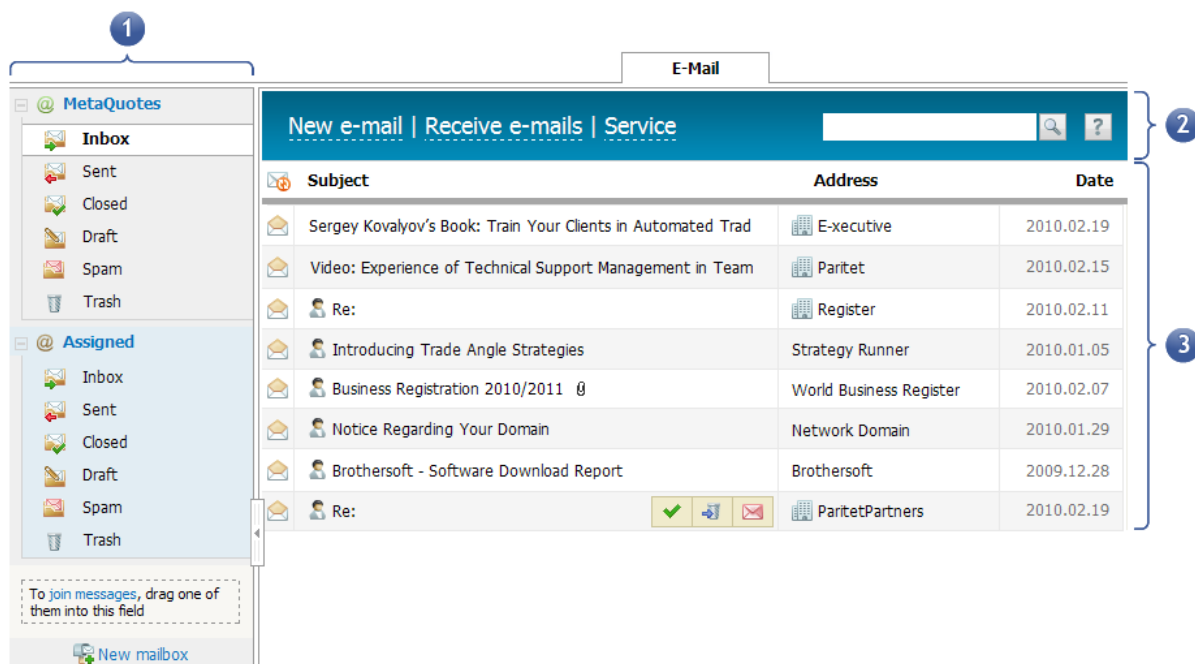 1
E-Mail
MetaQuotes
Inbox
Sent
Closed
Draft
Spam
Trash
Assigned
Inbox
Sent
Closed
Draft
Spam
Trash
To join messages, drag one of
them into this field
New mailbox
New e-mail | Receive e-mails | Service
?
2
Subject Address Date
Sergey Kovalyov's Book: Train Your Clients in Automated Trad E-xecutive 2010.02.19
Video: Experience of Technical Support Management in Team Paritet 2010.02.15
Re: Register 2010.02.11
Introducing Trade Angle Strategies Strategy Runner 2010.01.05
Business Registration 2010/2011 World Business Register 2010.02.07
Notice Regarding Your Domain Network Domain 2010.01.29
Brothersoft - Software Download Report Brothersoft 2009.12.28
Re: ParitetPartners 2010.02.19
3